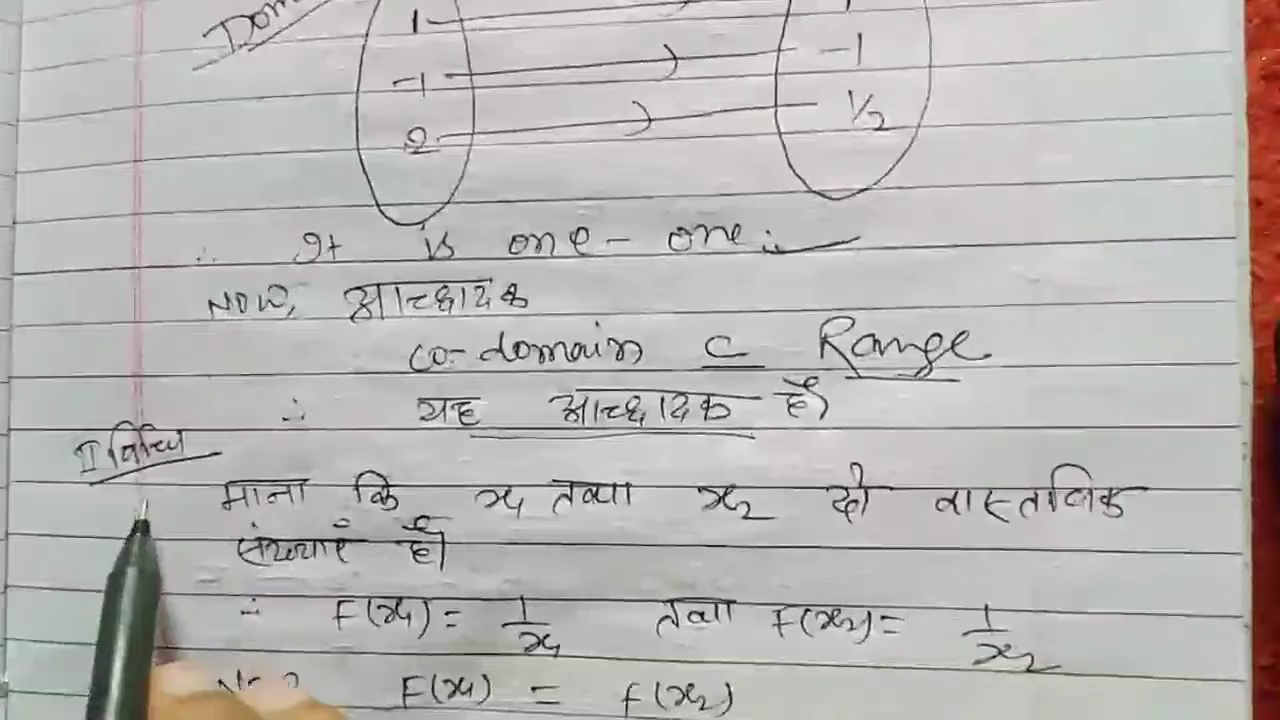 1
-1 -1
2 1/2
∴ It is one-one.
Now, आच्छादक
co-domain ⊆ Range
∴ यह आच्छादक है
II विधि
माना कि x₁ तथा x₂ दो वास्तविक
संख्याएं है
∴ F(x₁) = 1/x₁ तथा F(x₂) = 1/x₂
F(x₁) = f(x₂)